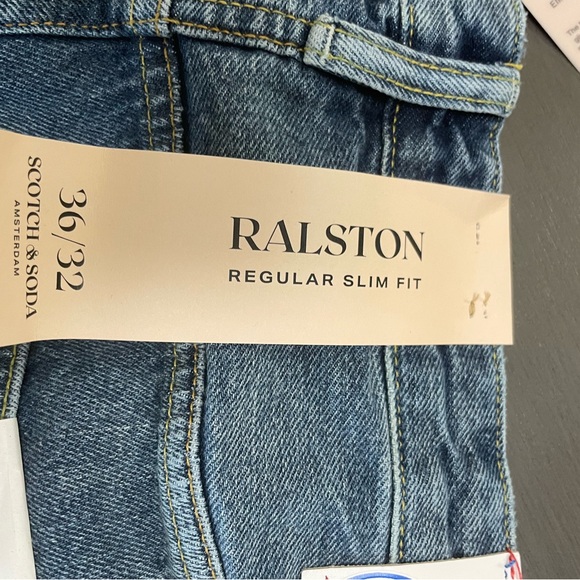 RALSTON
REGULAR SLIM FIT
36/32
SCOTCH & SODA
AMSTERDAM